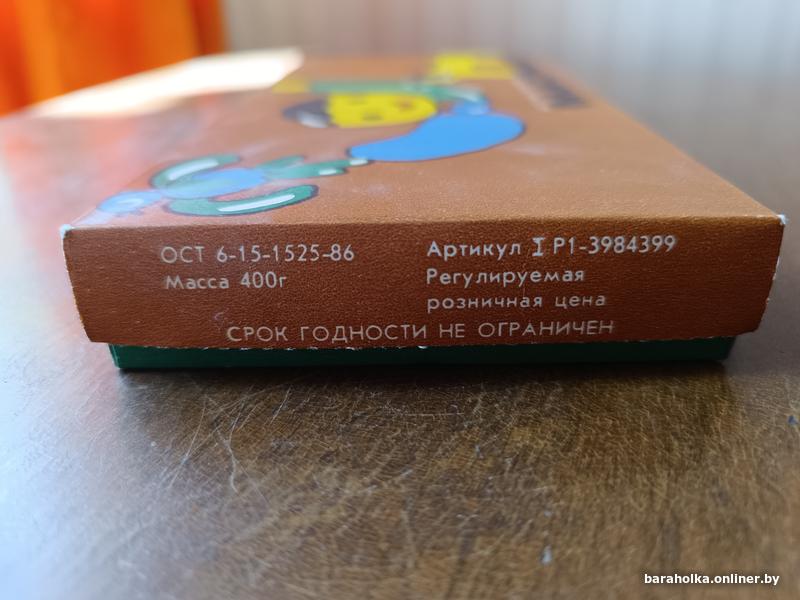 ОСТ 6-15-1525-86
Масса 400г
Артикул I Р1-3984399
Регулируемая
розничная цена
СРОК ГОДНОСТИ НЕ ОГРАНИЧЕН
baraholka.onliner.by